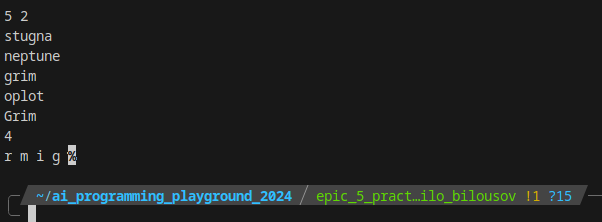 5 2
stugna
neptune
grim
oplot
Grim
4
r m i g %
~/ai_programming_playground_2024 epic_5_pract…ilo_bilousov !1 ?15